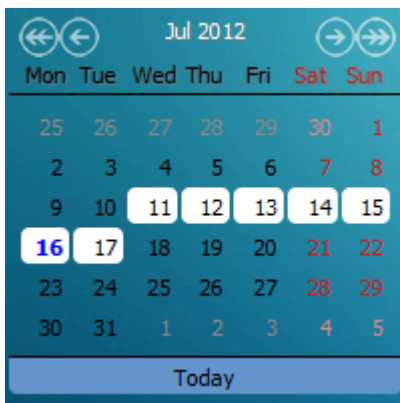 Jul 2012
Mon Tue Wed Thu Fri Sat Sun
25 26 27 28 29 30 1
2 3 4 5 6 7 8
9 10 11 12 13 14 15
16 17 18 19 20 21 22
23 24 25 26 27 28 29
30 31 1 2 3 4 5
Today